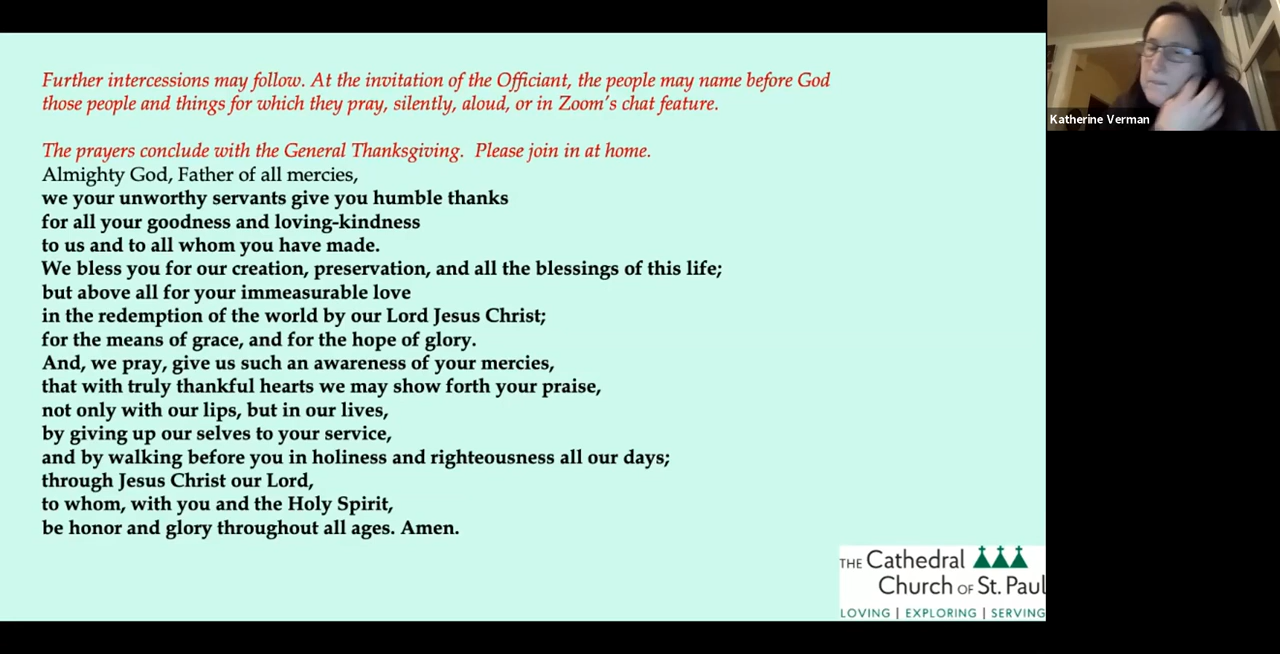 Further intercessions may follow. At the invitation of the Officiant, the people may name before God
those people and things for which they pray, silently, aloud, or in Zoom's chat feature.
The prayers conclude with the General Thanksgiving. Please join in at home.
Almighty God, Father of all mercies,
we your unworthy servants give you humble thanks
for all your goodness and loving-kindness
to us and to all whom you have made.
We bless you for our creation, preservation, and all the blessings of this life;
but above all for your immeasurable love
in the redemption of the world by our Lord Jesus Christ;
for the means of grace, and for the hope of glory.
And, we pray, give us such an awareness of your mercies,
that with truly thankful hearts we may show forth your praise,
not only with our lips, but in our lives,
by giving up our selves to your service,
and by walking before you in holiness and righteousness all our days;
through Jesus Christ our Lord,
to whom, with you and the Holy Spirit,
be honor and glory throughout all ages. Amen.
THE Cathedral
Church OF St. Paul
LOVING | EXPLORING | SERVING
Katherine Verman